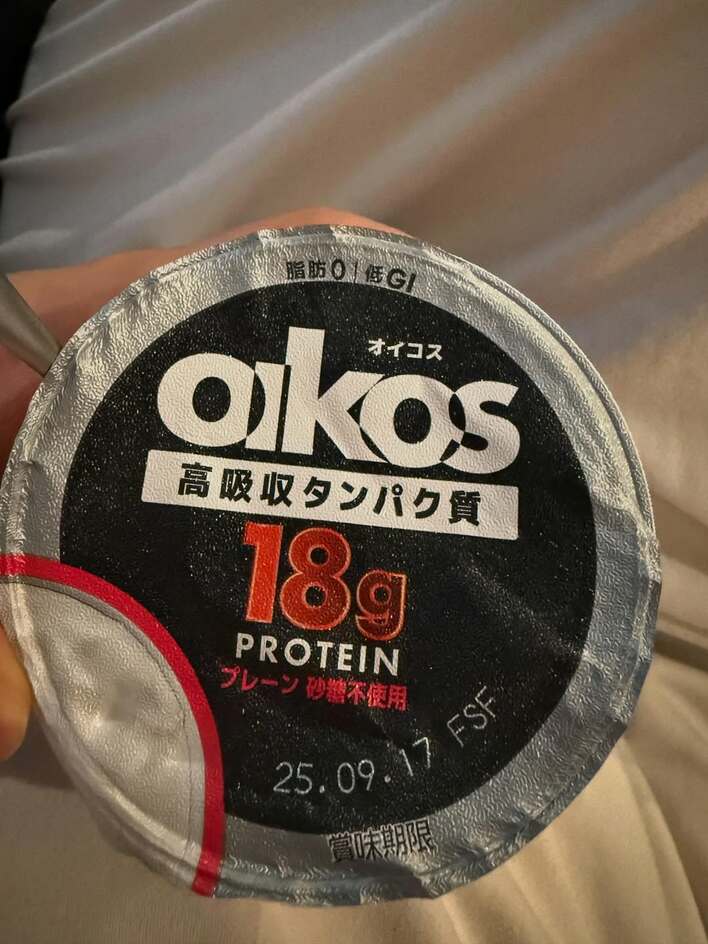 脂肪0|低GI
オイコス
oikos
高吸収タンパク質
18g
PROTEIN
プレーン 砂糖不使用
25.09.17 FSF
賞味期限